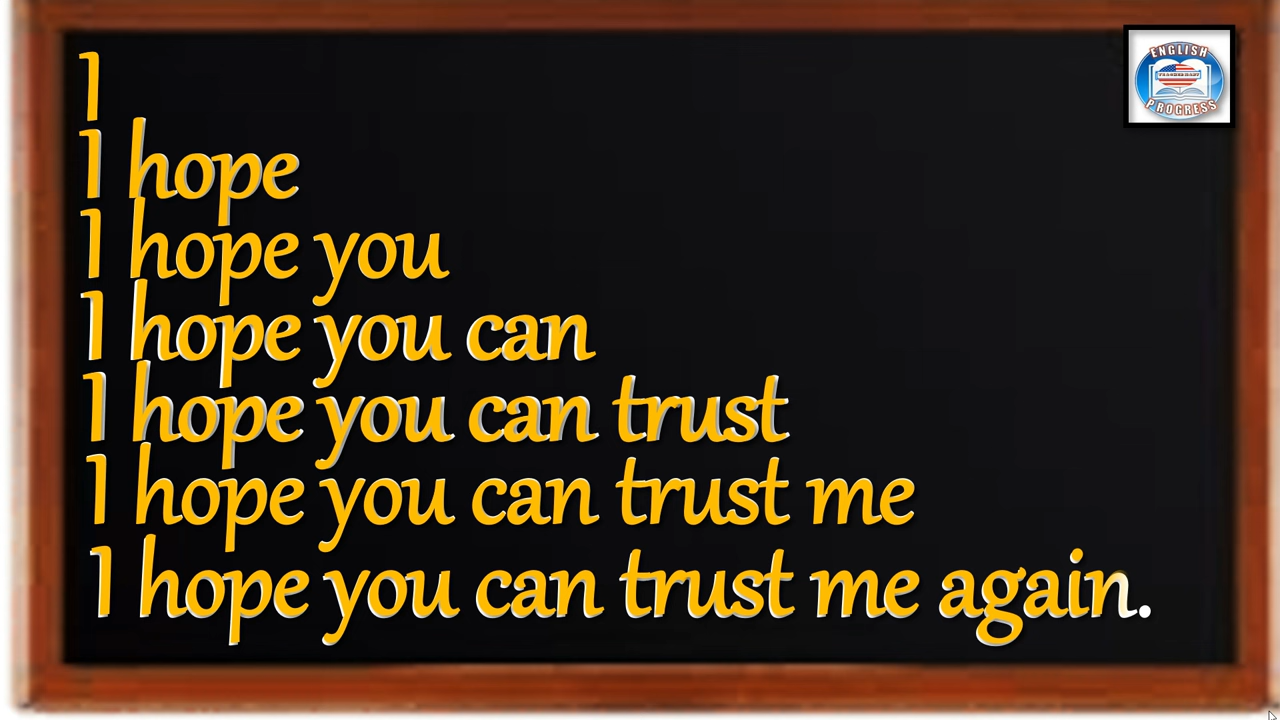 I
I hope
I hope you
I hope you can
I hope you can trust
I hope you can trust me
I hope you can trust me again.
ENGLISH
PROGRESS